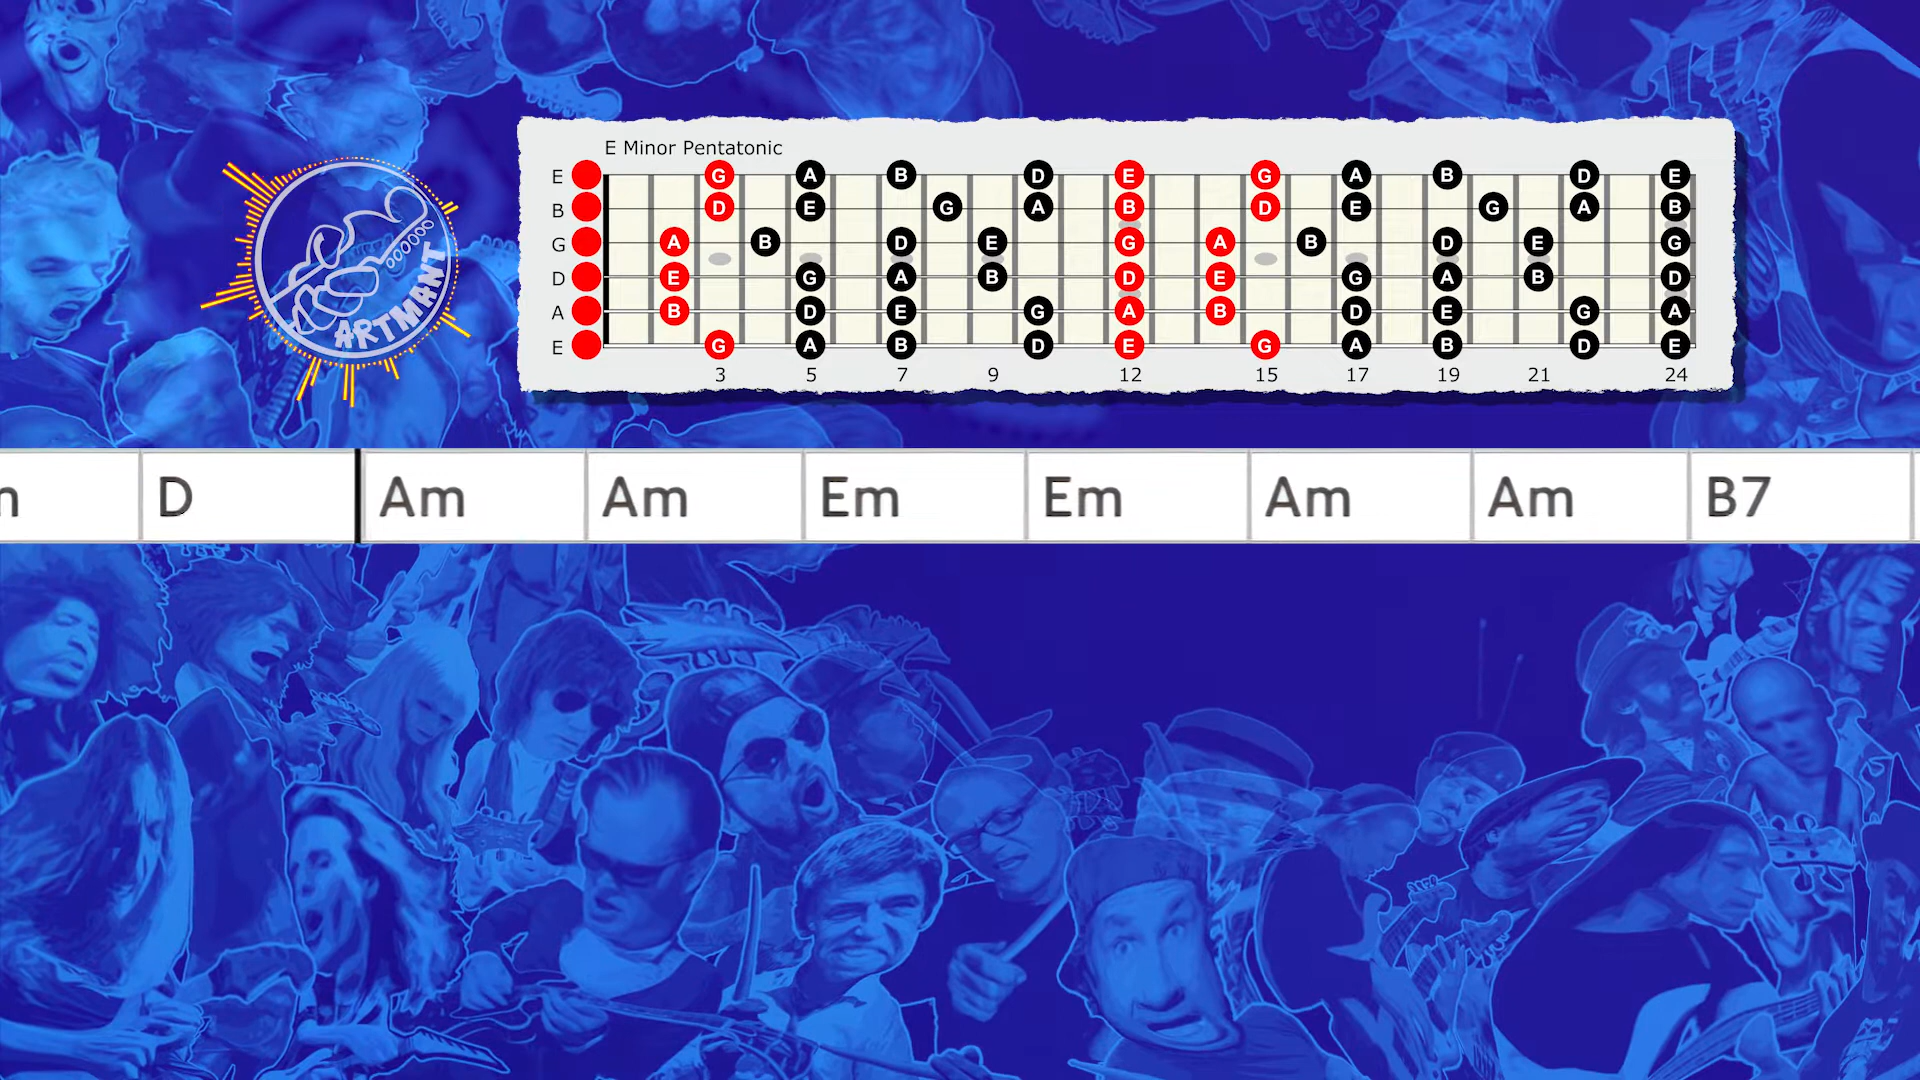 E Minor Pentatonic
E G A B D E G A B D E
B D E G A B D E G A B
G A B D E G A B D E G
D E G A B D E G A B D
A B D E G A B D E G A
E G A B D E G A B D E
3 5 7 9 12 15 17 19 21 24
ARTMANT
D Am Am Em Em Am Am B7